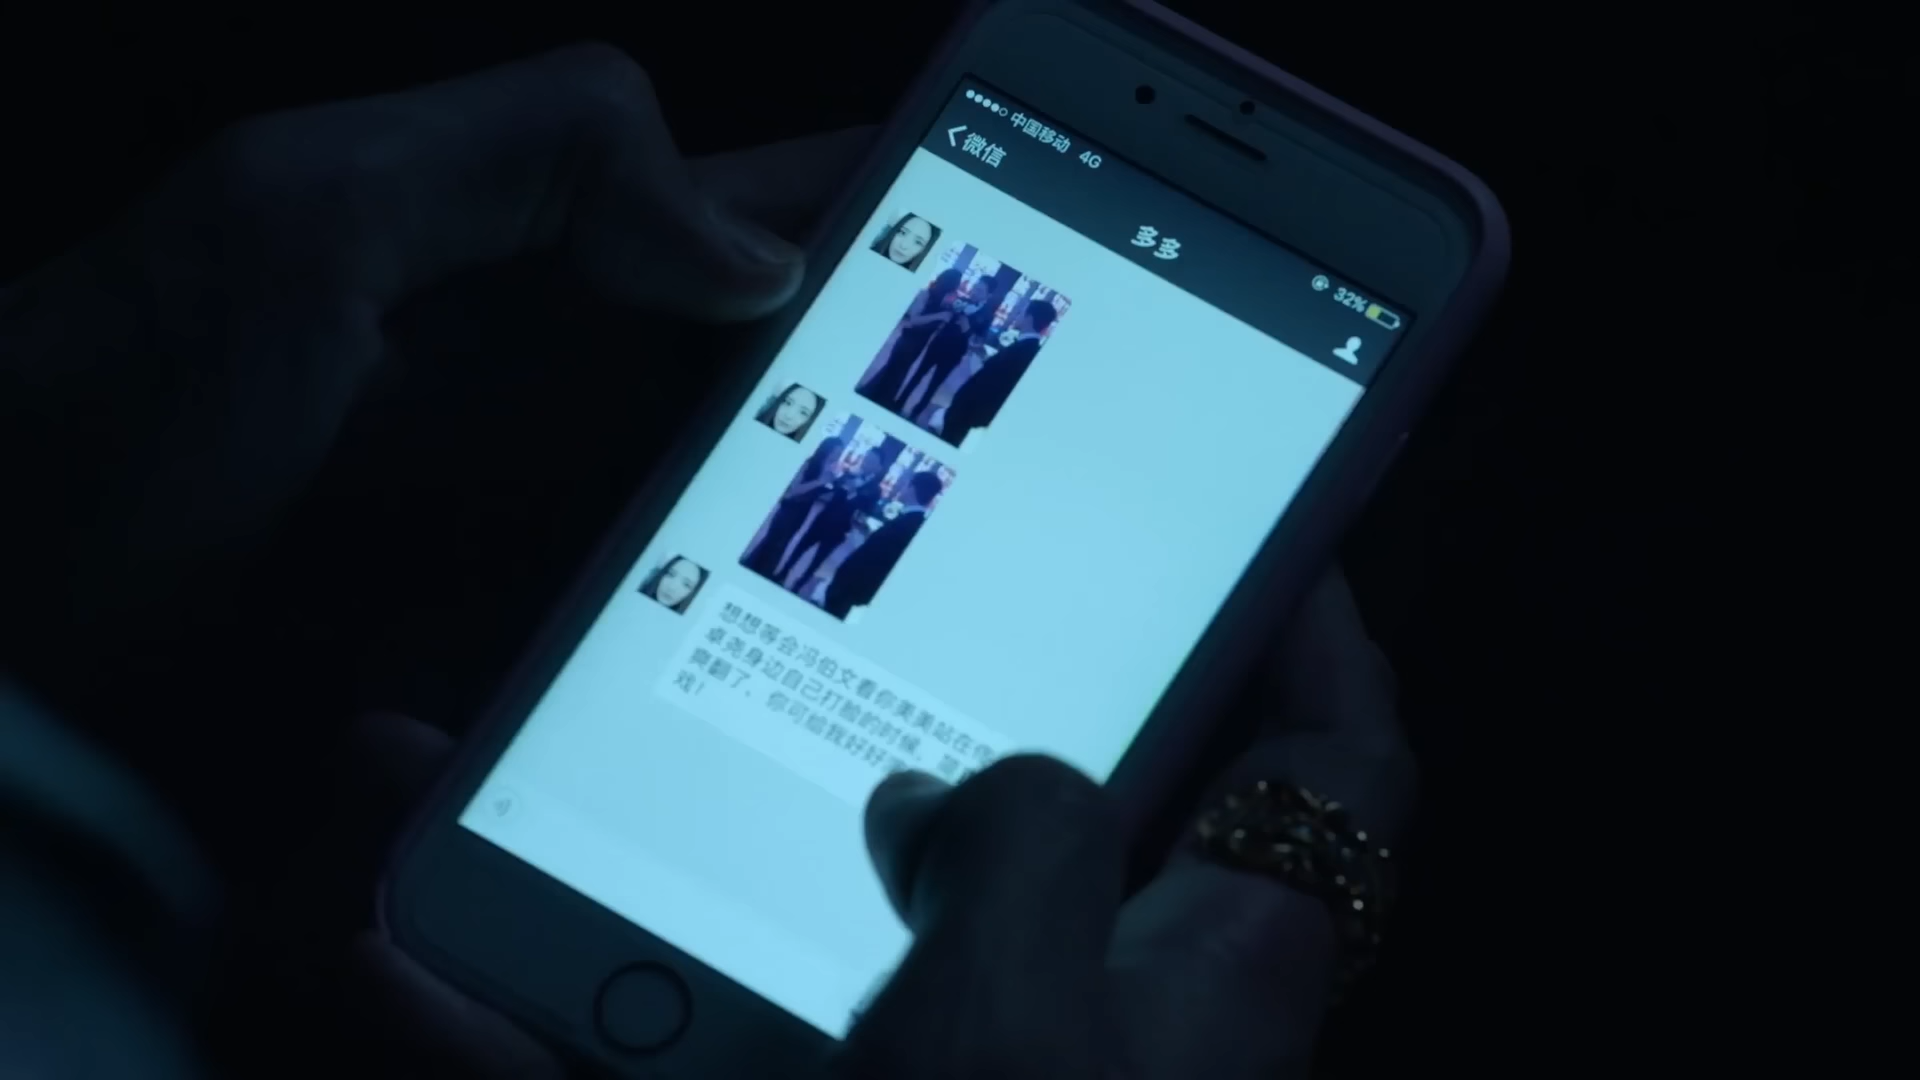 中国移动 4G
32%
微信
多多
想想等会冯伯文看你美美站在
卓尧身边自己打脸的时候,
爽翻了。你可给我好好
戏!